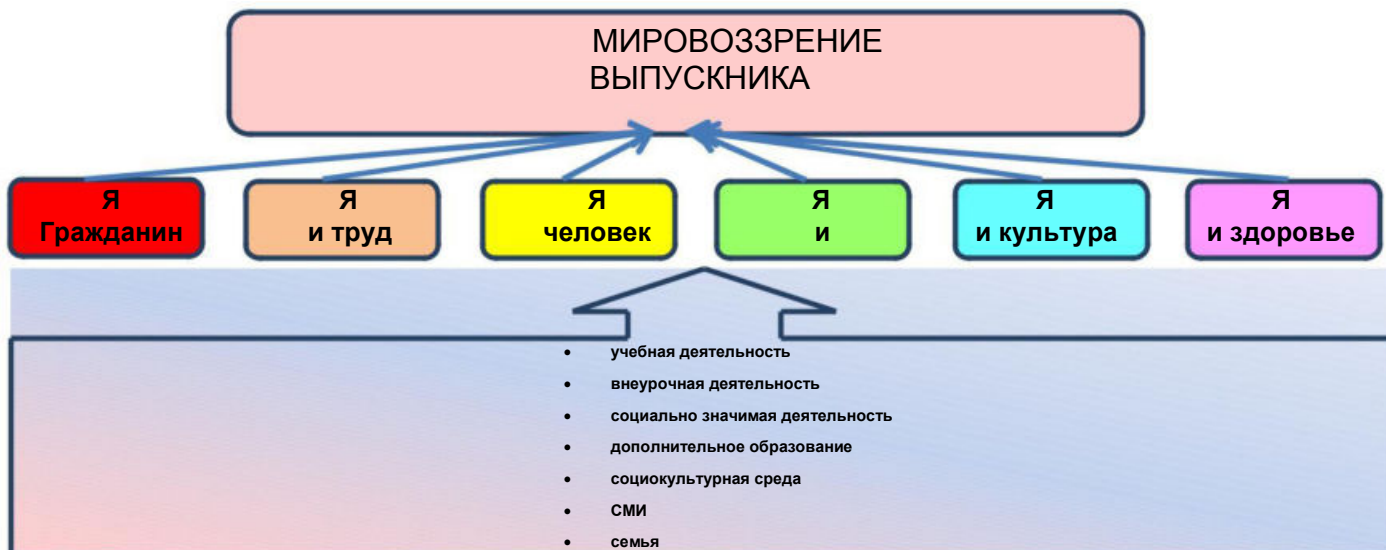 МИРОВОЗЗРЕНИЕ
ВЫПУСКНИКА
Я
Гражданин
Я
и труд
Я
человек
Я
и
Я
и культура
Я
и здоровье
• учебная деятельность
• внеурочная деятельность
• социально значимая деятельность
• дополнительное образование
• социокультурная среда
• СМИ
• семья